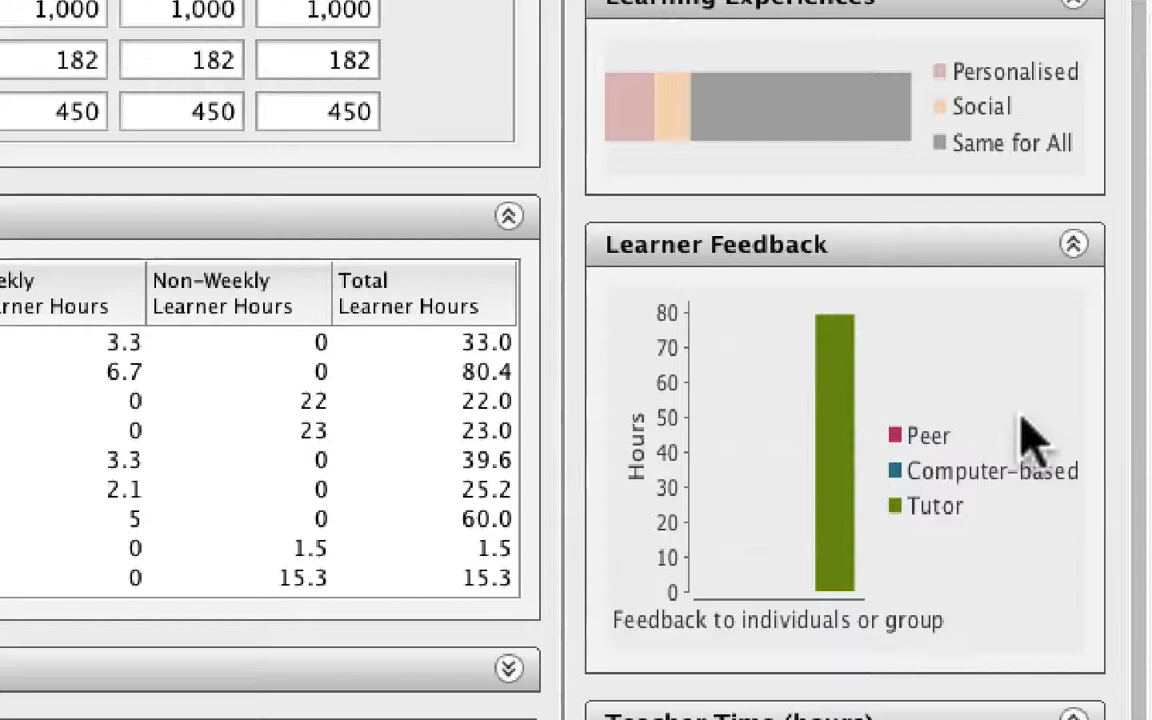 1,000 1,000 1,000
182 182 182
450 450 450
Non-Weekly Total
Learner Hours Learner Hours
3.3 0 33.0
6.7 0 80.4
0 22 22.0
0 23 23.0
3.3 0 39.6
2.1 0 25.2
5 0 60.0
0 1.5 1.5
0 15.3 15.3
Learning Experiences
Personalised
Social
Same for All
Learner Feedback
80
70
60
50
40
30
20
10
0
Hours
Peer
Computer-based
Tutor
Feedback to individuals or group
Teacher Time (hours)